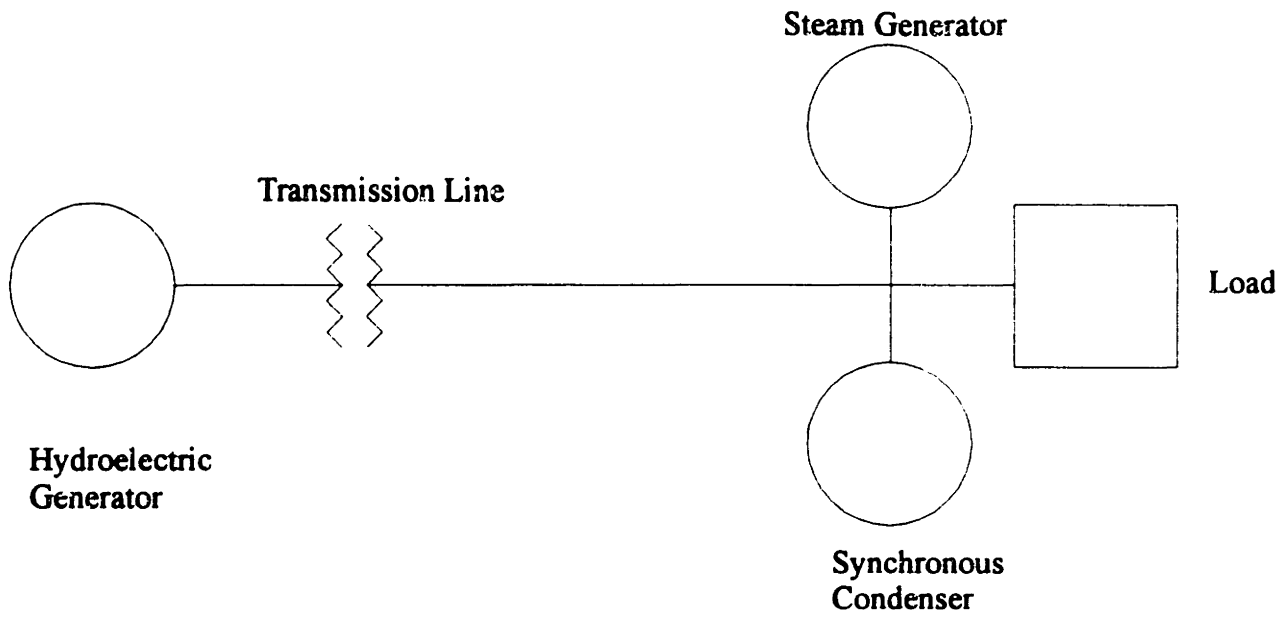 Steam Generator
Transmission Line
Load
Hydroelectric
Generator
Synchronous
Condenser